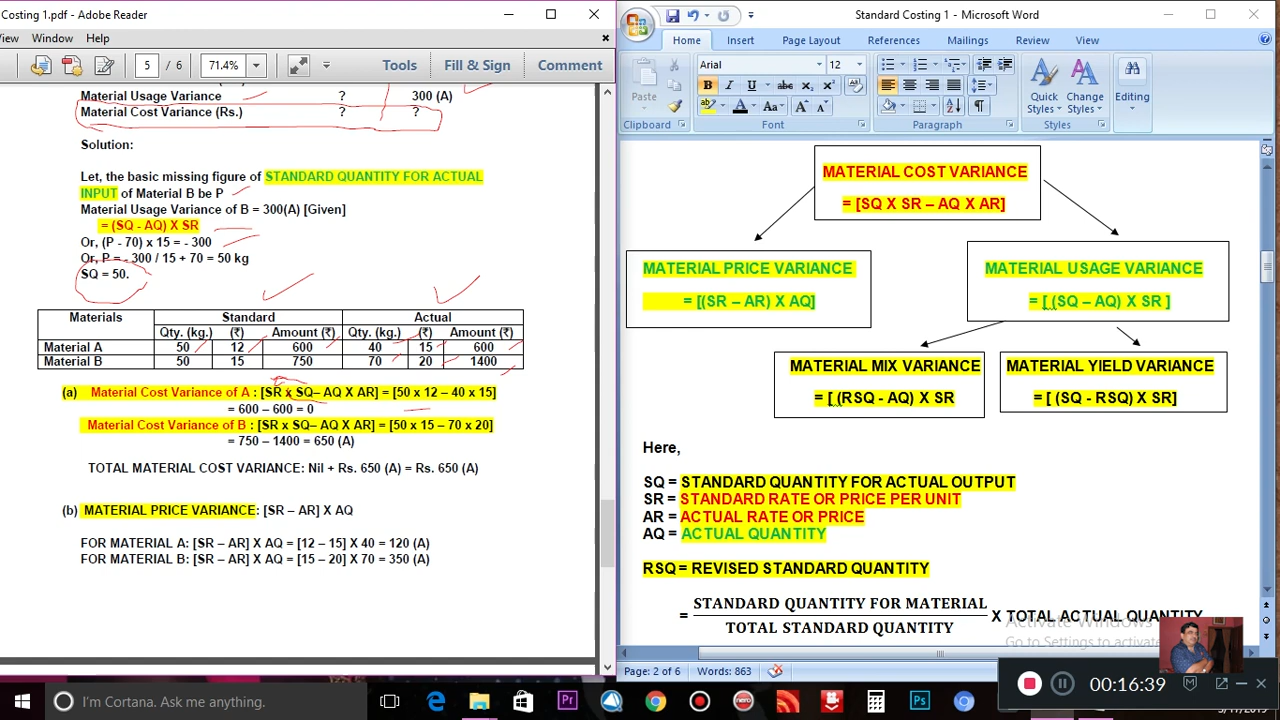 Costing 1.pdf - Adobe Reader
View Window Help
5 / 6 71.4% Tools Fill & Sign Comment
Material Usage Variance ? 300 (A)
Material Cost Variance (Rs.) ? ?
Solution:
Let, the basic missing figure of STANDARD QUANTITY FOR ACTUAL
INPUT of Material B be P
Material Usage Variance of B = 300(A) [Given]
= (SQ - AQ) X SR
Or, (P - 70) x 15 = - 300
Or, P = - 300 / 15 + 70 = 50 kg
SQ = 50.
Materials Standard Actual
Qty. (kg.) (₹) Amount (₹) Qty. (kg.) (₹) Amount (₹)
Material A 50 12 600 40 15 600
Material B 50 15 750 70 20 1400
(a) Material Cost Variance of A : [SR x SQ– AQ X AR] = [50 x 12 – 40 x 15]
= 600 – 600 = 0
Material Cost Variance of B : [SR x SQ– AQ X AR] = [50 x 15 – 70 x 20]
= 750 – 1400 = 650 (A)
TOTAL MATERIAL COST VARIANCE: Nil + Rs. 650 (A) = Rs. 650 (A)
(b) MATERIAL PRICE VARIANCE: [SR – AR] X AQ
FOR MATERIAL A: [SR – AR] X AQ = [12 – 15] X 40 = 120 (A)
FOR MATERIAL B: [SR – AR] X AQ = [15 – 20] X 70 = 350 (A)
Standard Costing 1 - Microsoft Word
Home Insert Page Layout References Mailings Review View
Arial 12
Paste Quick Styles Change Styles Editing
Clipboard Font Paragraph Styles
MATERIAL COST VARIANCE
= [SQ X SR – AQ X AR]
MATERIAL PRICE VARIANCE MATERIAL USAGE VARIANCE
= [(SR – AR) X AQ] = [ (SQ – AQ) X SR ]
MATERIAL MIX VARIANCE MATERIAL YIELD VARIANCE
= [ (RSQ - AQ) X SR = [ (SQ - RSQ) X SR]
Here,
SQ = STANDARD QUANTITY FOR ACTUAL OUTPUT
SR = STANDARD RATE OR PRICE PER UNIT
AR = ACTUAL RATE OR PRICE
AQ = ACTUAL QUANTITY
RSQ = REVISED STANDARD QUANTITY
= STANDARD QUANTITY FOR MATERIAL X TOTAL ACTUAL QUANTITY
TOTAL STANDARD QUANTITY
Activate Windows
Go to Settings to activate
Page: 2 of 6 Words: 863
00:16:39
I'm Cortana. Ask me anything.